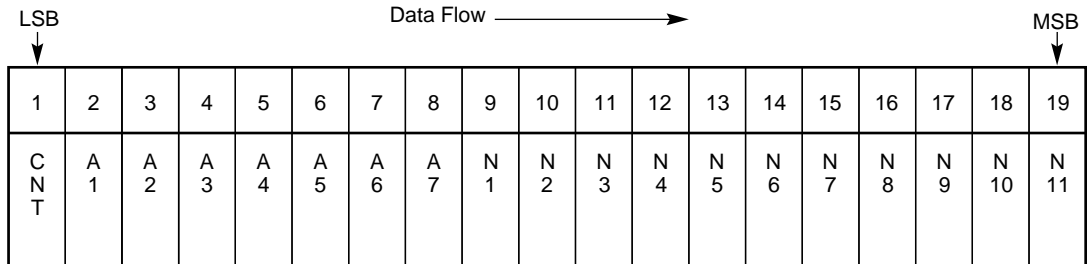 LSB Data Flow MSB
1 2 3 4 5 6 7 8 9 10 11 12 13 14 15 16 17 18 19
C N T A 1 A 2 A 3 A 4 A 5 A 6 A 7 N 1 N 2 N 3 N 4 N 5 N 6 N 7 N 8 N 9 N 10 N 11